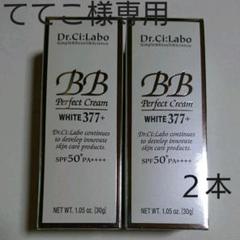 ててこ様専用
Dr.Ci:Labo
BB
Perfect Cream
WHITE 377+
Dr.Ci:Labo continues
to develop innovate
skin care products.
SPF50+PA++++
NET WT. 1.05 oz. (30g)
Dr.Ci:Labo
BB
Perfect Cream
WHITE 377+
Dr.Ci:Labo continues
to develop innovate
skin care products.
SPF50+PA++++
NET WT. 1.05 oz. (30g)
2本